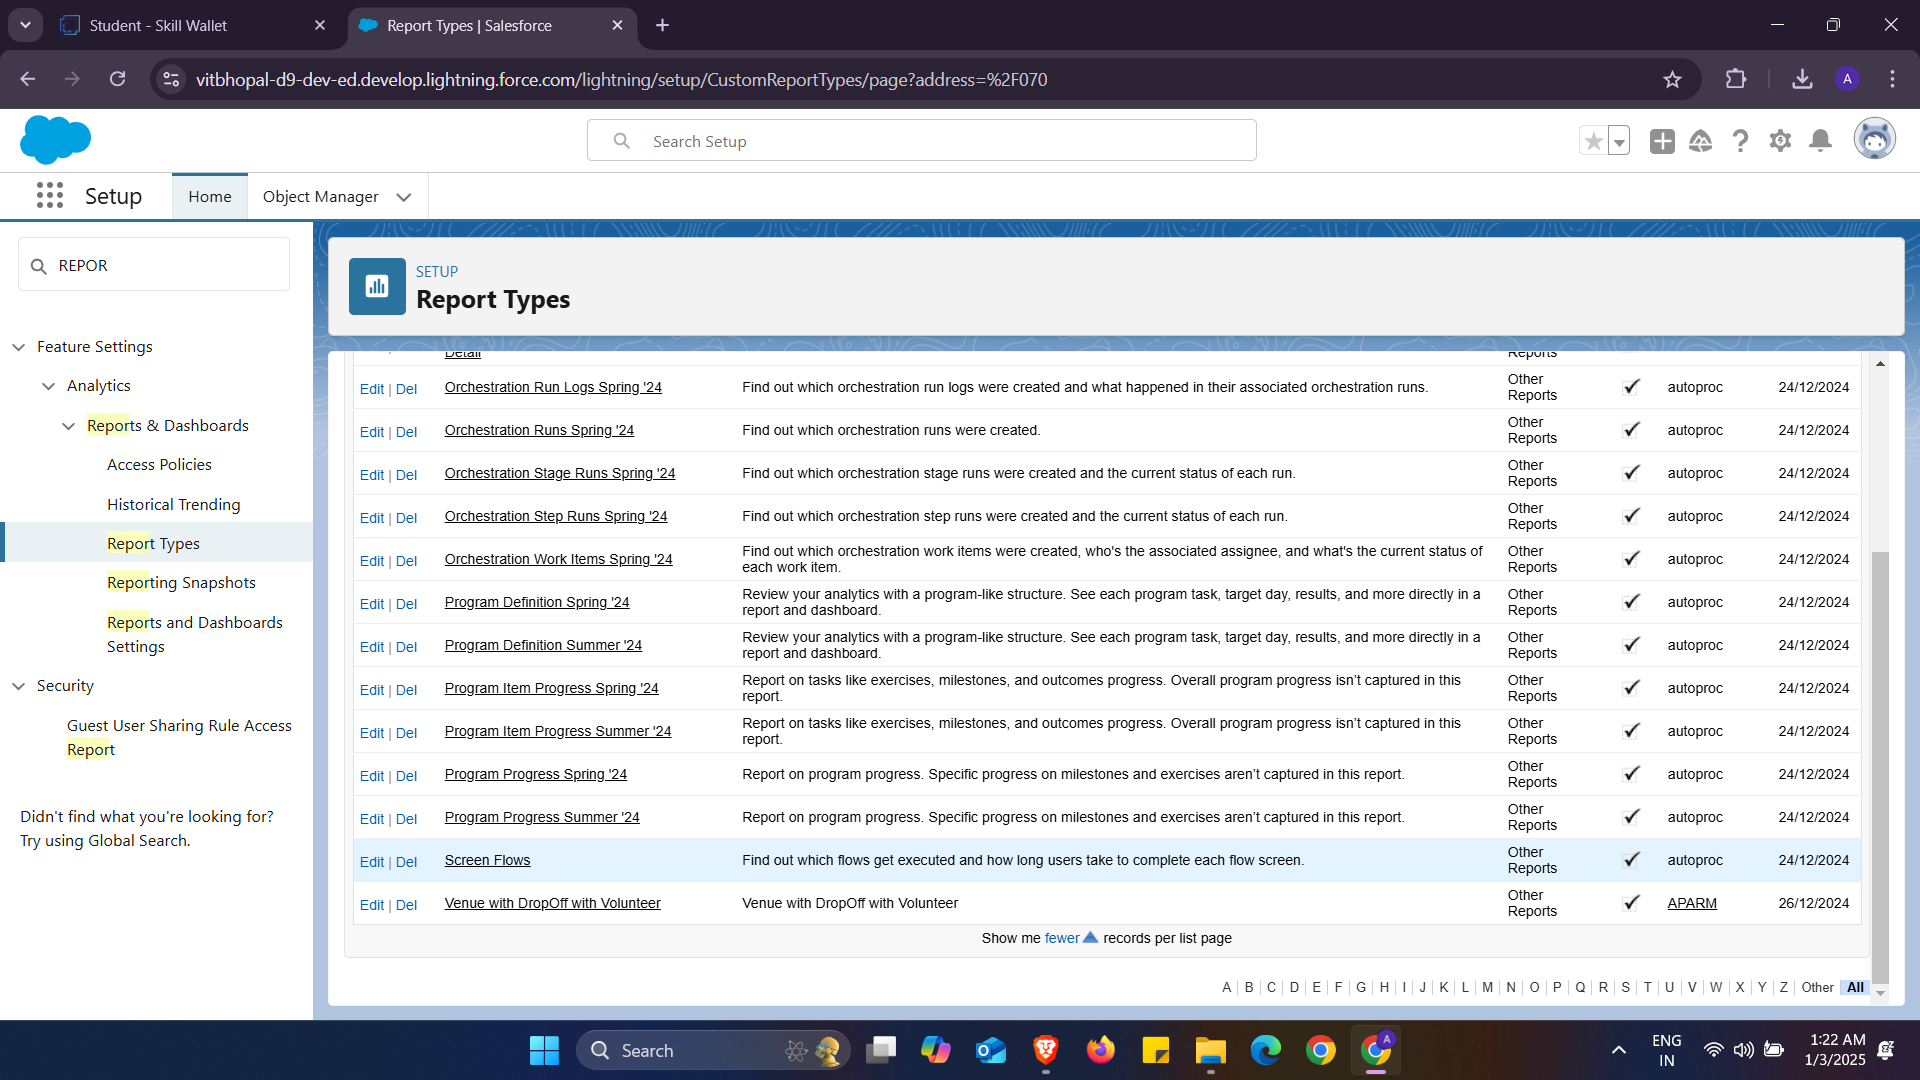 Student - Skill Wallet
Report Types | Salesforce
vitbhopal-d9-dev-ed.develop.lightning.force.com/lightning/setup/CustomReportTypes/page?address=%2F070
A
Search Setup
Setup
Home
Object Manager
REPOR
Feature Settings
Analytics
Reports & Dashboards
Access Policies
Historical Trending
Report Types
Reporting Snapshots
Reports and Dashboards
Settings
Security
Guest User Sharing Rule Access
Report
Didn't find what you're looking for?
Try using Global Search.
SETUP
Report Types
Detail Reports
Edit | Del Orchestration Run Logs Spring '24 Find out which orchestration run logs were created and what happened in their associated orchestration runs. Other Reports autoproc 24/12/2024
Edit | Del Orchestration Runs Spring '24 Find out which orchestration runs were created. Other Reports autoproc 24/12/2024
Edit | Del Orchestration Stage Runs Spring '24 Find out which orchestration stage runs were created and the current status of each run. Other Reports autoproc 24/12/2024
Edit | Del Orchestration Step Runs Spring '24 Find out which orchestration step runs were created and the current status of each run. Other Reports autoproc 24/12/2024
Edit | Del Orchestration Work Items Spring '24 Find out which orchestration work items were created, who's the associated assignee, and what's the current status of each work item. Other Reports autoproc 24/12/2024
Edit | Del Program Definition Spring '24 Review your analytics with a program-like structure. See each program task, target day, results, and more directly in a report and dashboard. Other Reports autoproc 24/12/2024
Edit | Del Program Definition Summer '24 Review your analytics with a program-like structure. See each program task, target day, results, and more directly in a report and dashboard. Other Reports autoproc 24/12/2024
Edit | Del Program Item Progress Spring '24 Report on tasks like exercises, milestones, and outcomes progress. Overall program progress isn't captured in this report. Other Reports autoproc 24/12/2024
Edit | Del Program Item Progress Summer '24 Report on tasks like exercises, milestones, and outcomes progress. Overall program progress isn't captured in this report. Other Reports autoproc 24/12/2024
Edit | Del Program Progress Spring '24 Report on program progress. Specific progress on milestones and exercises aren't captured in this report. Other Reports autoproc 24/12/2024
Edit | Del Program Progress Summer '24 Report on program progress. Specific progress on milestones and exercises aren't captured in this report. Other Reports autoproc 24/12/2024
Edit | Del Screen Flows Find out which flows get executed and how long users take to complete each flow screen. Other Reports autoproc 24/12/2024
Edit | Del Venue with DropOff with Volunteer Venue with DropOff with Volunteer Other Reports APARM 26/12/2024
Show me fewer records per list page
A | B | C | D | E | F | G | H | I | J | K | L | M | N | O | P | Q | R | S | T | U | V | W | X | Y | Z | Other | All
Search
A
ENG
IN
1:22 AM
1/3/2025